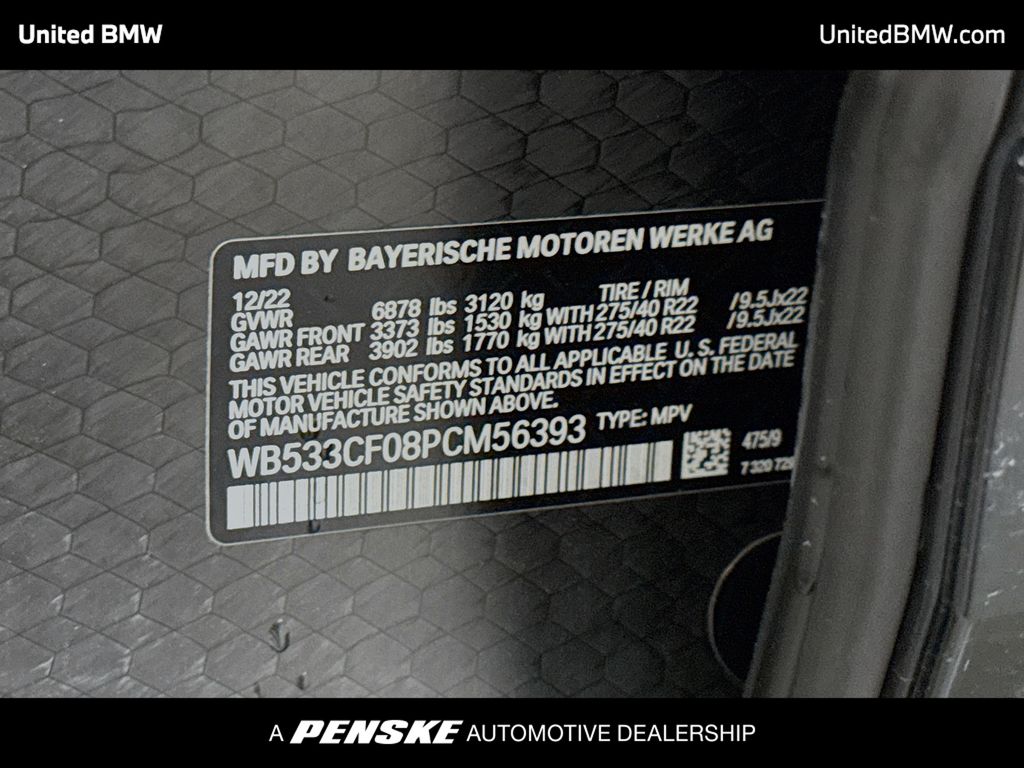 United BMW
UnitedBMW.com
MFD BY BAYERISCHE MOTOREN WERKE AG
12/22 TIRE / RIM
GVWR 6878 lbs 3120 kg
GAWR FRONT 3373 lbs 1530 kg WITH 275/40 R22 /9.5Jx22
GAWR REAR 3902 lbs 1770 kg WITH 275/40 R22 /9.5Jx22
THIS VEHICLE CONFORMS TO ALL APPLICABLE U. S. FEDERAL
MOTOR VEHICLE SAFETY STANDARDS IN EFFECT ON THE DATE
OF MANUFACTURE SHOWN ABOVE.
WB533CF08PCM56393 TYPE: MPV
475/9
7 320 726
A PENSKE AUTOMOTIVE DEALERSHIP